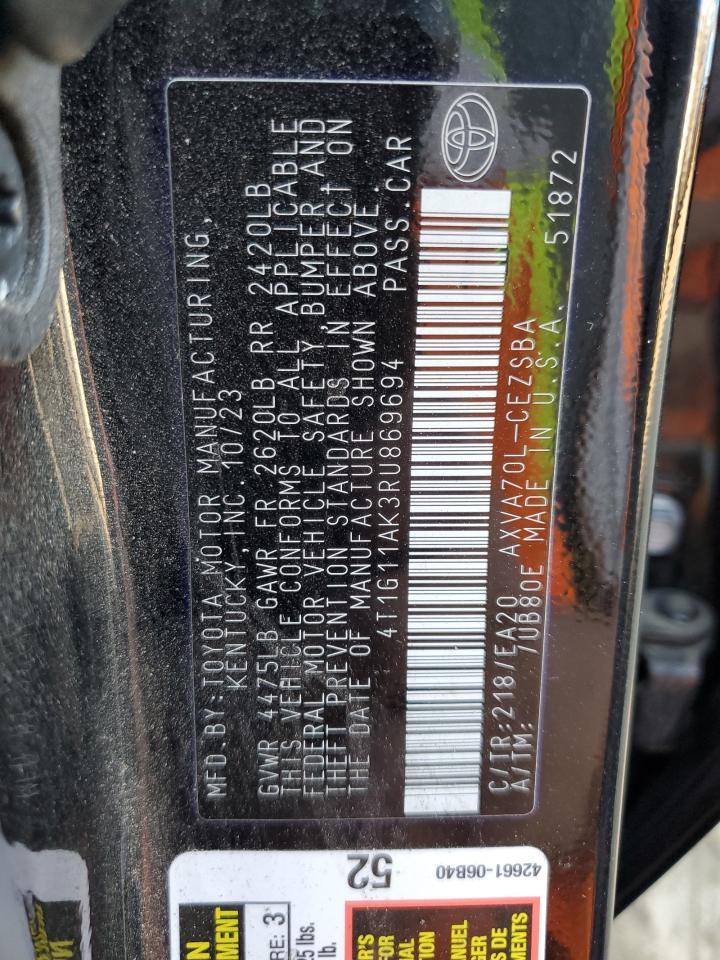 MFD.BY:TOYOTA MOTOR MANUFACTURING,
KENTUCKY,INC. 10/23
GVWR 4475LB GAWR FR 2620LB RR 2420LB
THIS VEHICLE CONFORMS TO ALL APPLICABLE
FEDERAL MOTOR VEHICLE SAFETY,BUMPER,AND
THEFT PREVENTION STANDARDS IN EFFECT ON
THE DATE OF MANUFACTURE SHOWN ABOVE.
4T1G11AK3RU869694 PASS.CAR
C/TR:218/EA20 AXVA70L-CEZSBA
A/TM: 70B80E MADE IN U.S.A. 51872
52
42661-06B40